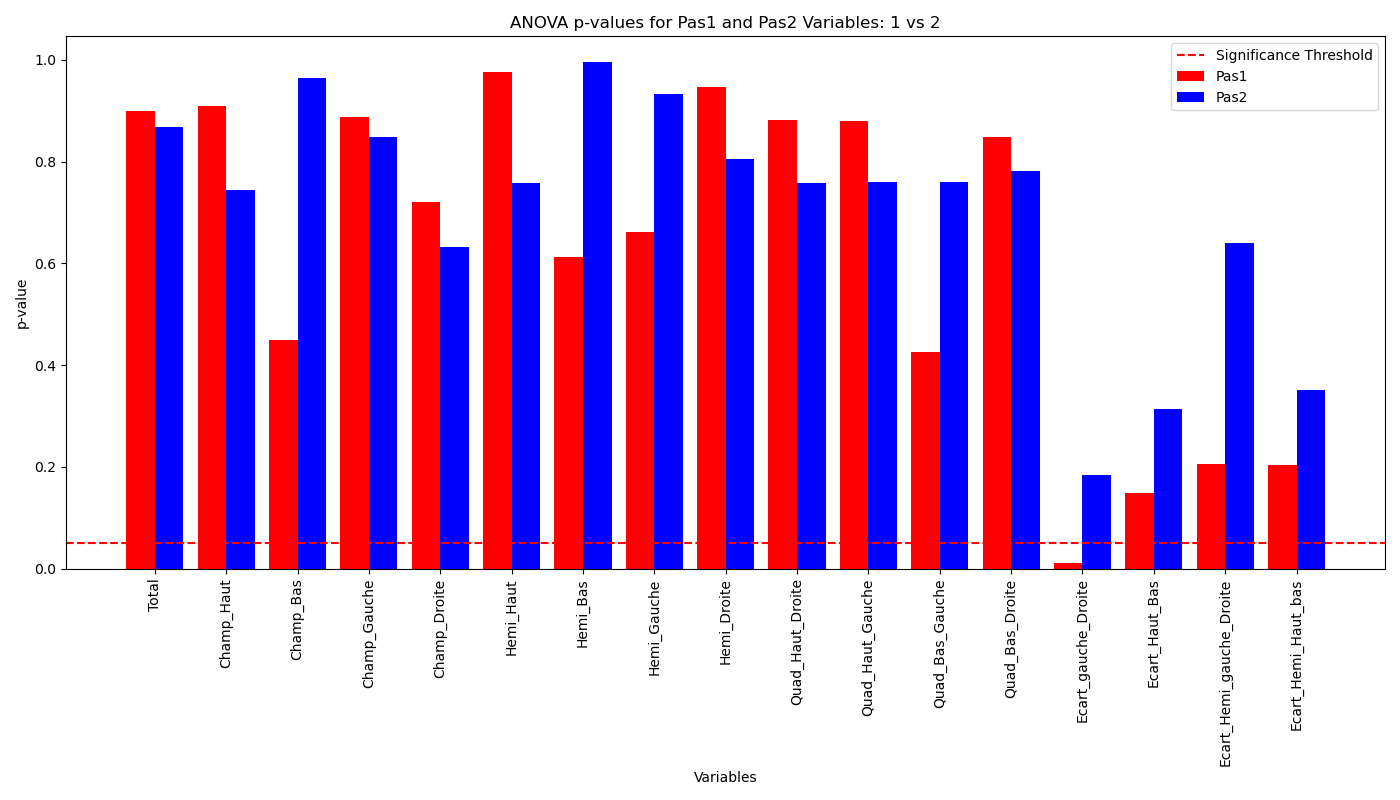 ANOVA p-values for Pas1 and Pas2 Variables: 1 vs 2
Significance Threshold
Pas1
Pas2
p-value
1.0
0.8
0.6
0.4
0.2
0.0
Total
Champ_Haut
Champ_Bas
Champ_Gauche
Champ_Droite
Hemi_Haut
Hemi_Bas
Hemi_Gauche
Hemi_Droite
Quad_Haut_Droite
Quad_Haut_Gauche
Quad_Bas_Gauche
Quad_Bas_Droite
Ecart_gauche_Droite
Ecart_Haut_Bas
Ecart_Hemi_gauche_Droite
Ecart_Hemi_Haut_bas
Variables